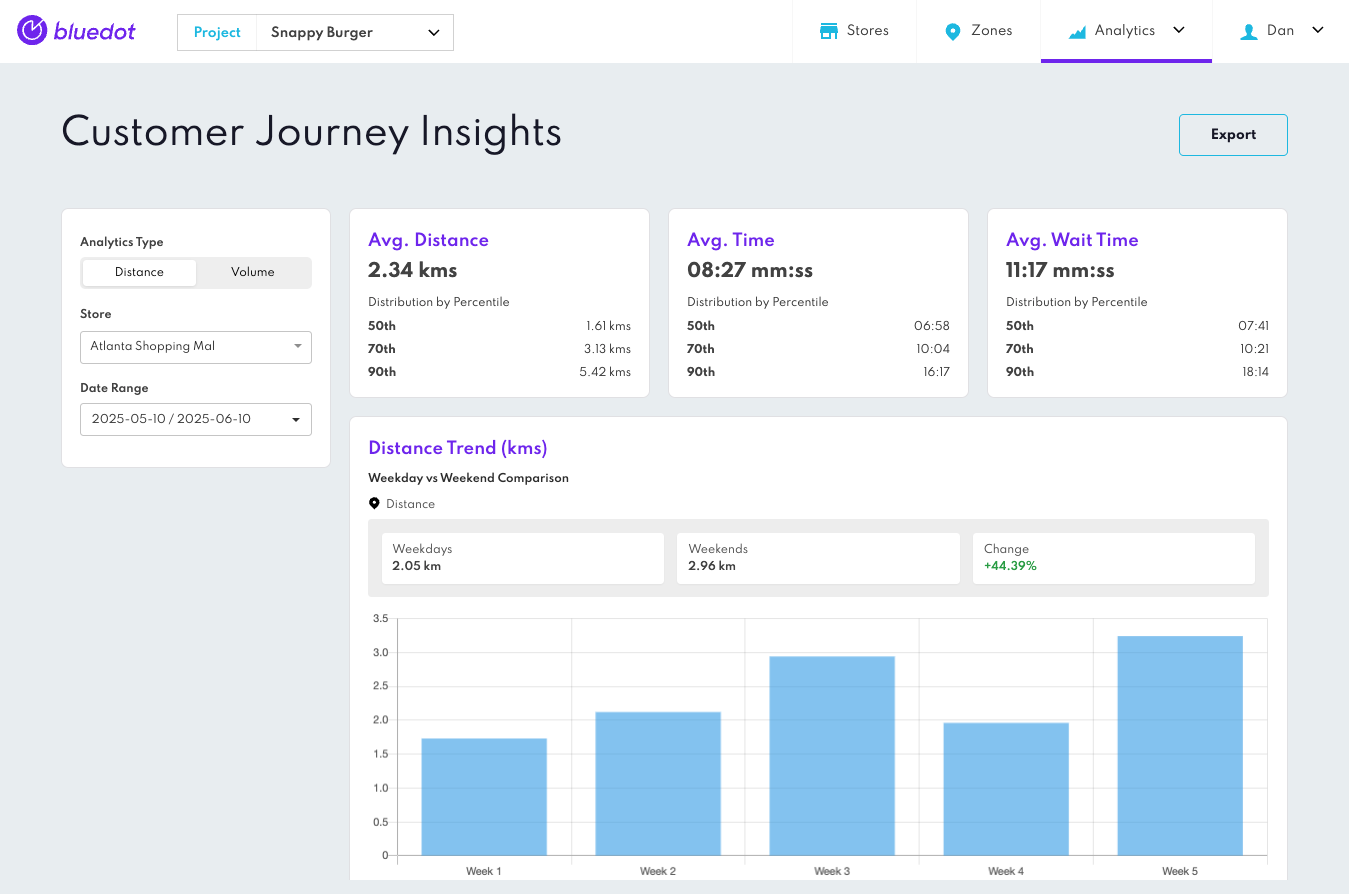 bluedot
Project Snappy Burger
Stores
Zones
Analytics
Dan
Customer Journey Insights
Export
Analytics Type
Distance Volume
Store
Atlanta Shopping Mal
Date Range
2025-05-10 / 2025-06-10
Avg. Distance
2.34 kms
Distribution by Percentile
50th 1.61 kms
70th 3.13 kms
90th 5.42 kms
Avg. Time
08:27 mm:ss
Distribution by Percentile
50th 06:58
70th 10:04
90th 16:17
Avg. Wait Time
11:17 mm:ss
Distribution by Percentile
50th 07:41
70th 10:21
90th 18:14
Distance Trend (kms)
Weekday vs Weekend Comparison
Distance
Weekdays
2.05 km
Weekends
2.96 km
Change
+44.39%
3.5
3.0
2.5
2.0
1.5
1.0
0.5
0
Week 1 Week 2 Week 3 Week 4 Week 5